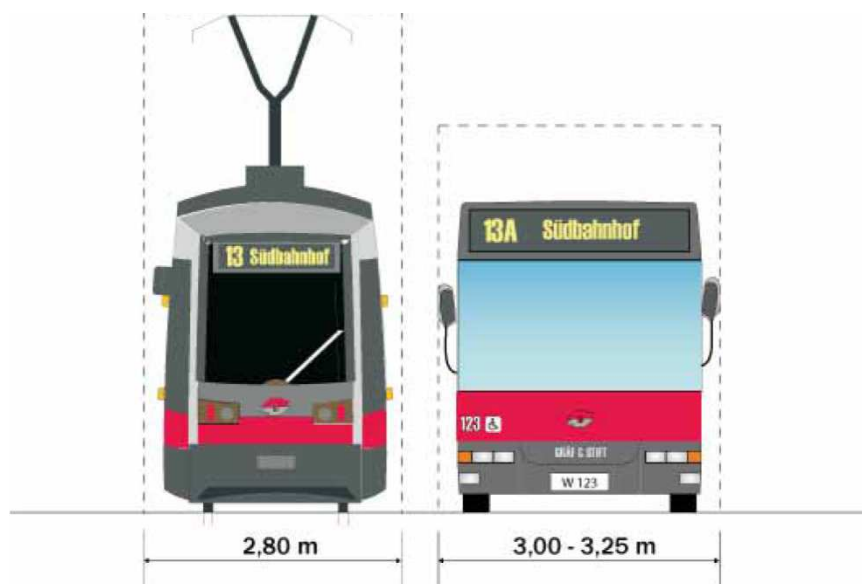 13 Südbahnhof
13A Südbahnhof
123
GRÄF & STIFT
W 123
2,80 m
3,00 - 3,25 m